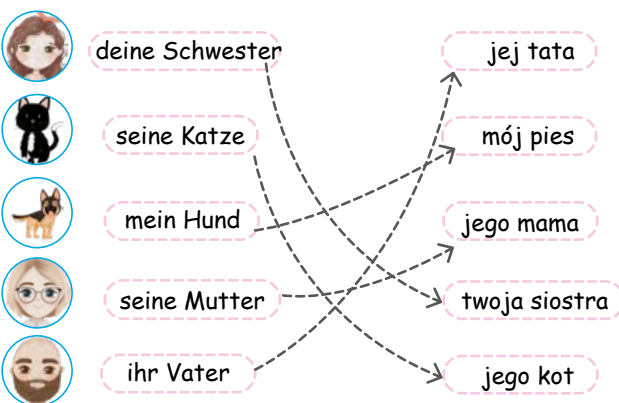 deine Schwester
jej tata
seine Katze
mój pies
mein Hund
jego mama
seine Mutter
twoja siostra
ihr Vater
jego kot